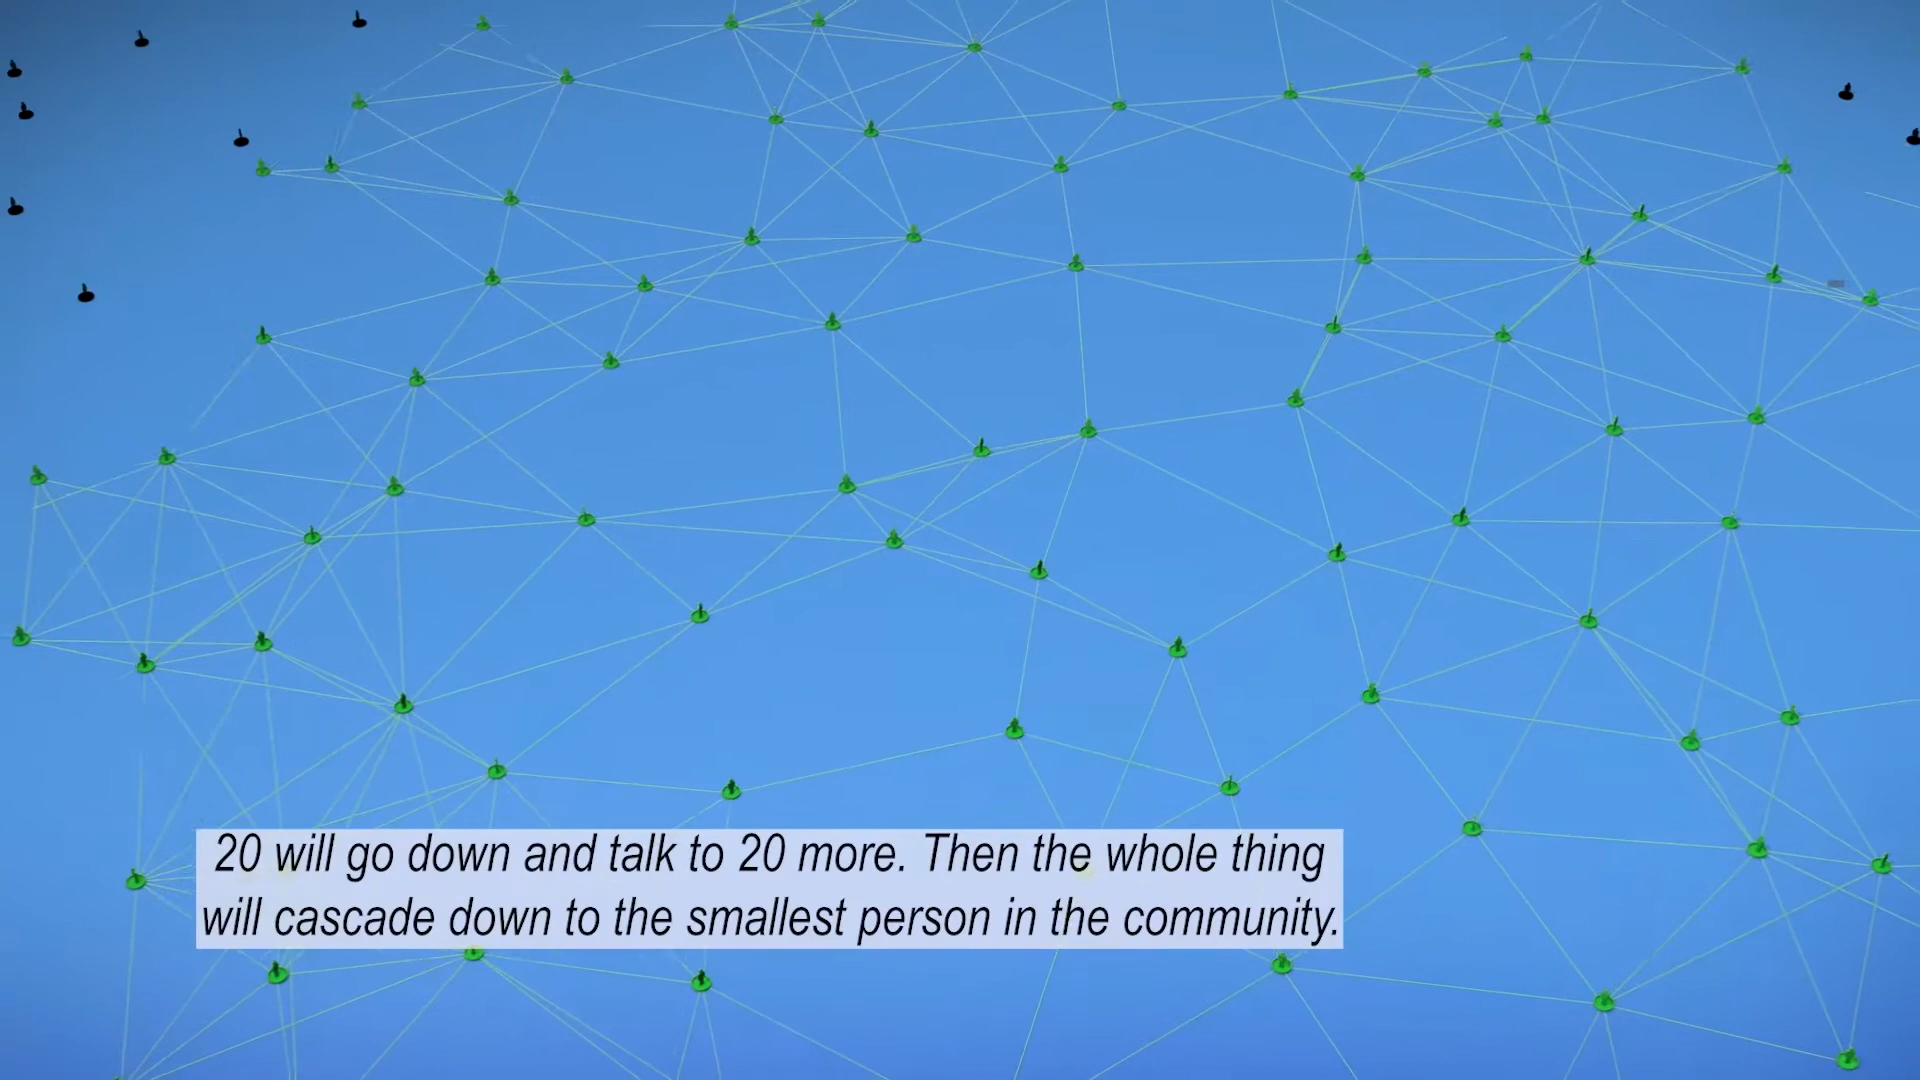 20 will go down and talk to 20 more. Then the whole thing
will cascade down to the smallest person in the community.